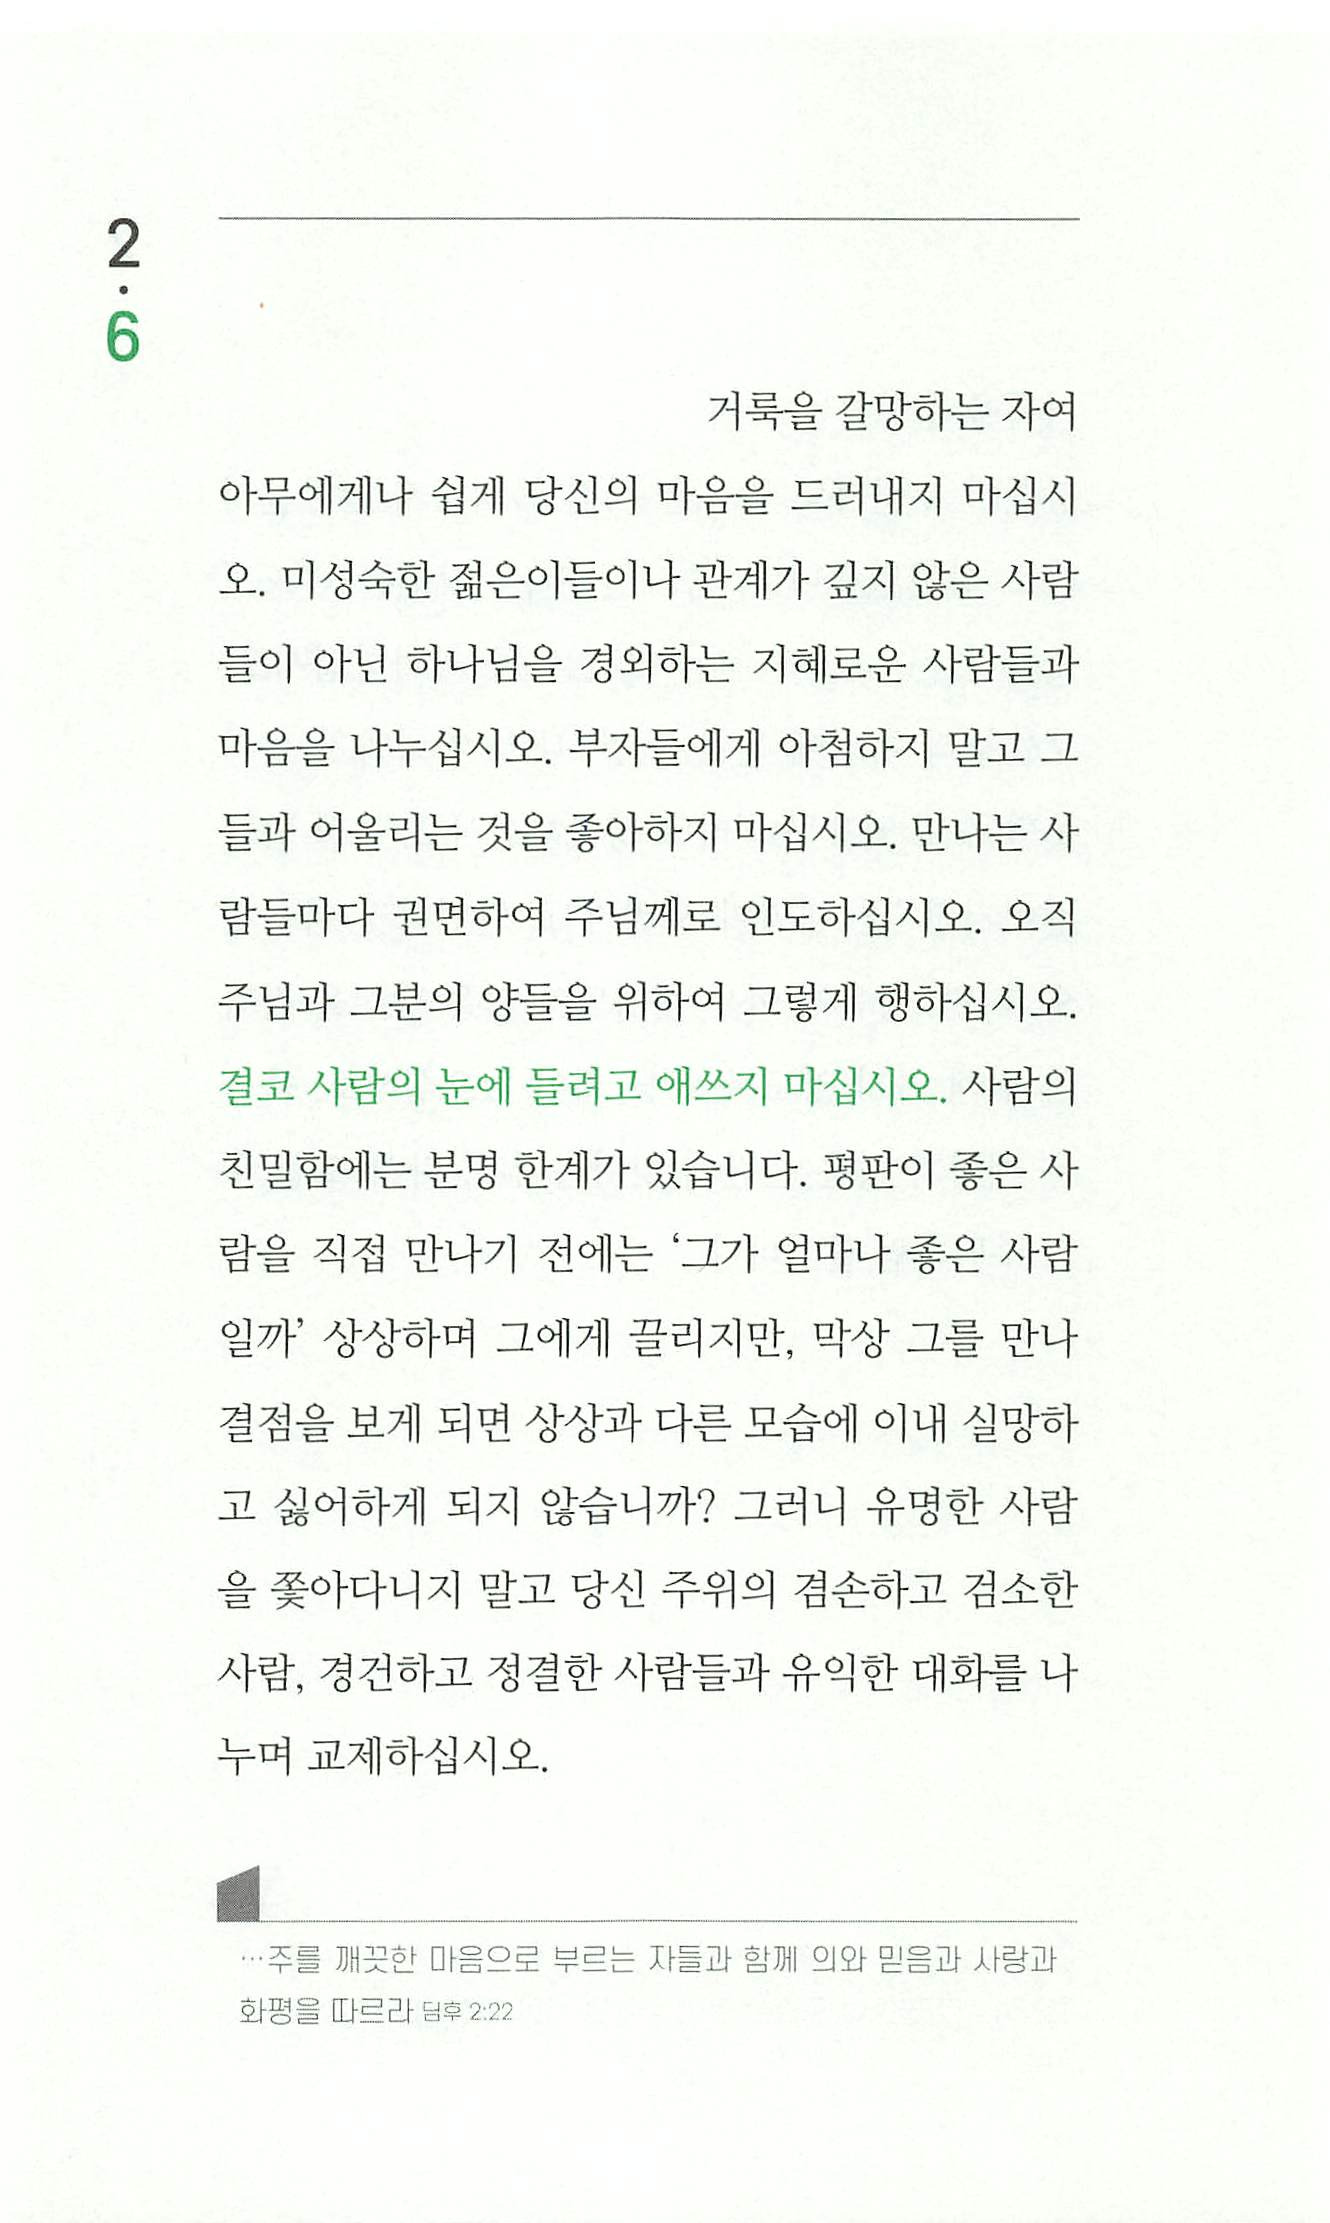 2
·
6
거룩을 갈망하는 자여
아무에게나 쉽게 당신의 마음을 드러내지 마십시
오. 미성숙한 젊은이들이나 관계가 깊지 않은 사람
들이 아닌 하나님을 경외하는 지혜로운 사람들과
마음을 나누십시오. 부자들에게 아첨하지 말고 그
들과 어울리는 것을 좋아하지 마십시오. 만나는 사
람들마다 권면하여 주님께로 인도하십시오. 오직
주님과 그분의 양들을 위하여 그렇게 행하십시오.
결코 사람의 눈에 들려고 애쓰지 마십시오. 사람의
친밀함에는 분명 한계가 있습니다. 평판이 좋은 사
람을 직접 만나기 전에는 ‘그가 얼마나 좋은 사람
일까’ 상상하며 그에게 끌리지만, 막상 그를 만나
결점을 보게 되면 상상과 다른 모습에 이내 실망하
고 싫어하게 되지 않습니까? 그러니 유명한 사람
을 쫓아다니지 말고 당신 주위의 겸손하고 검소한
사람, 경건하고 정결한 사람들과 유익한 대화를 나
누며 교제하십시오.
…주를 깨끗한 마음으로 부르는 자들과 함께 의와 믿음과 사랑과
화평을 따르라 딤후 2:22